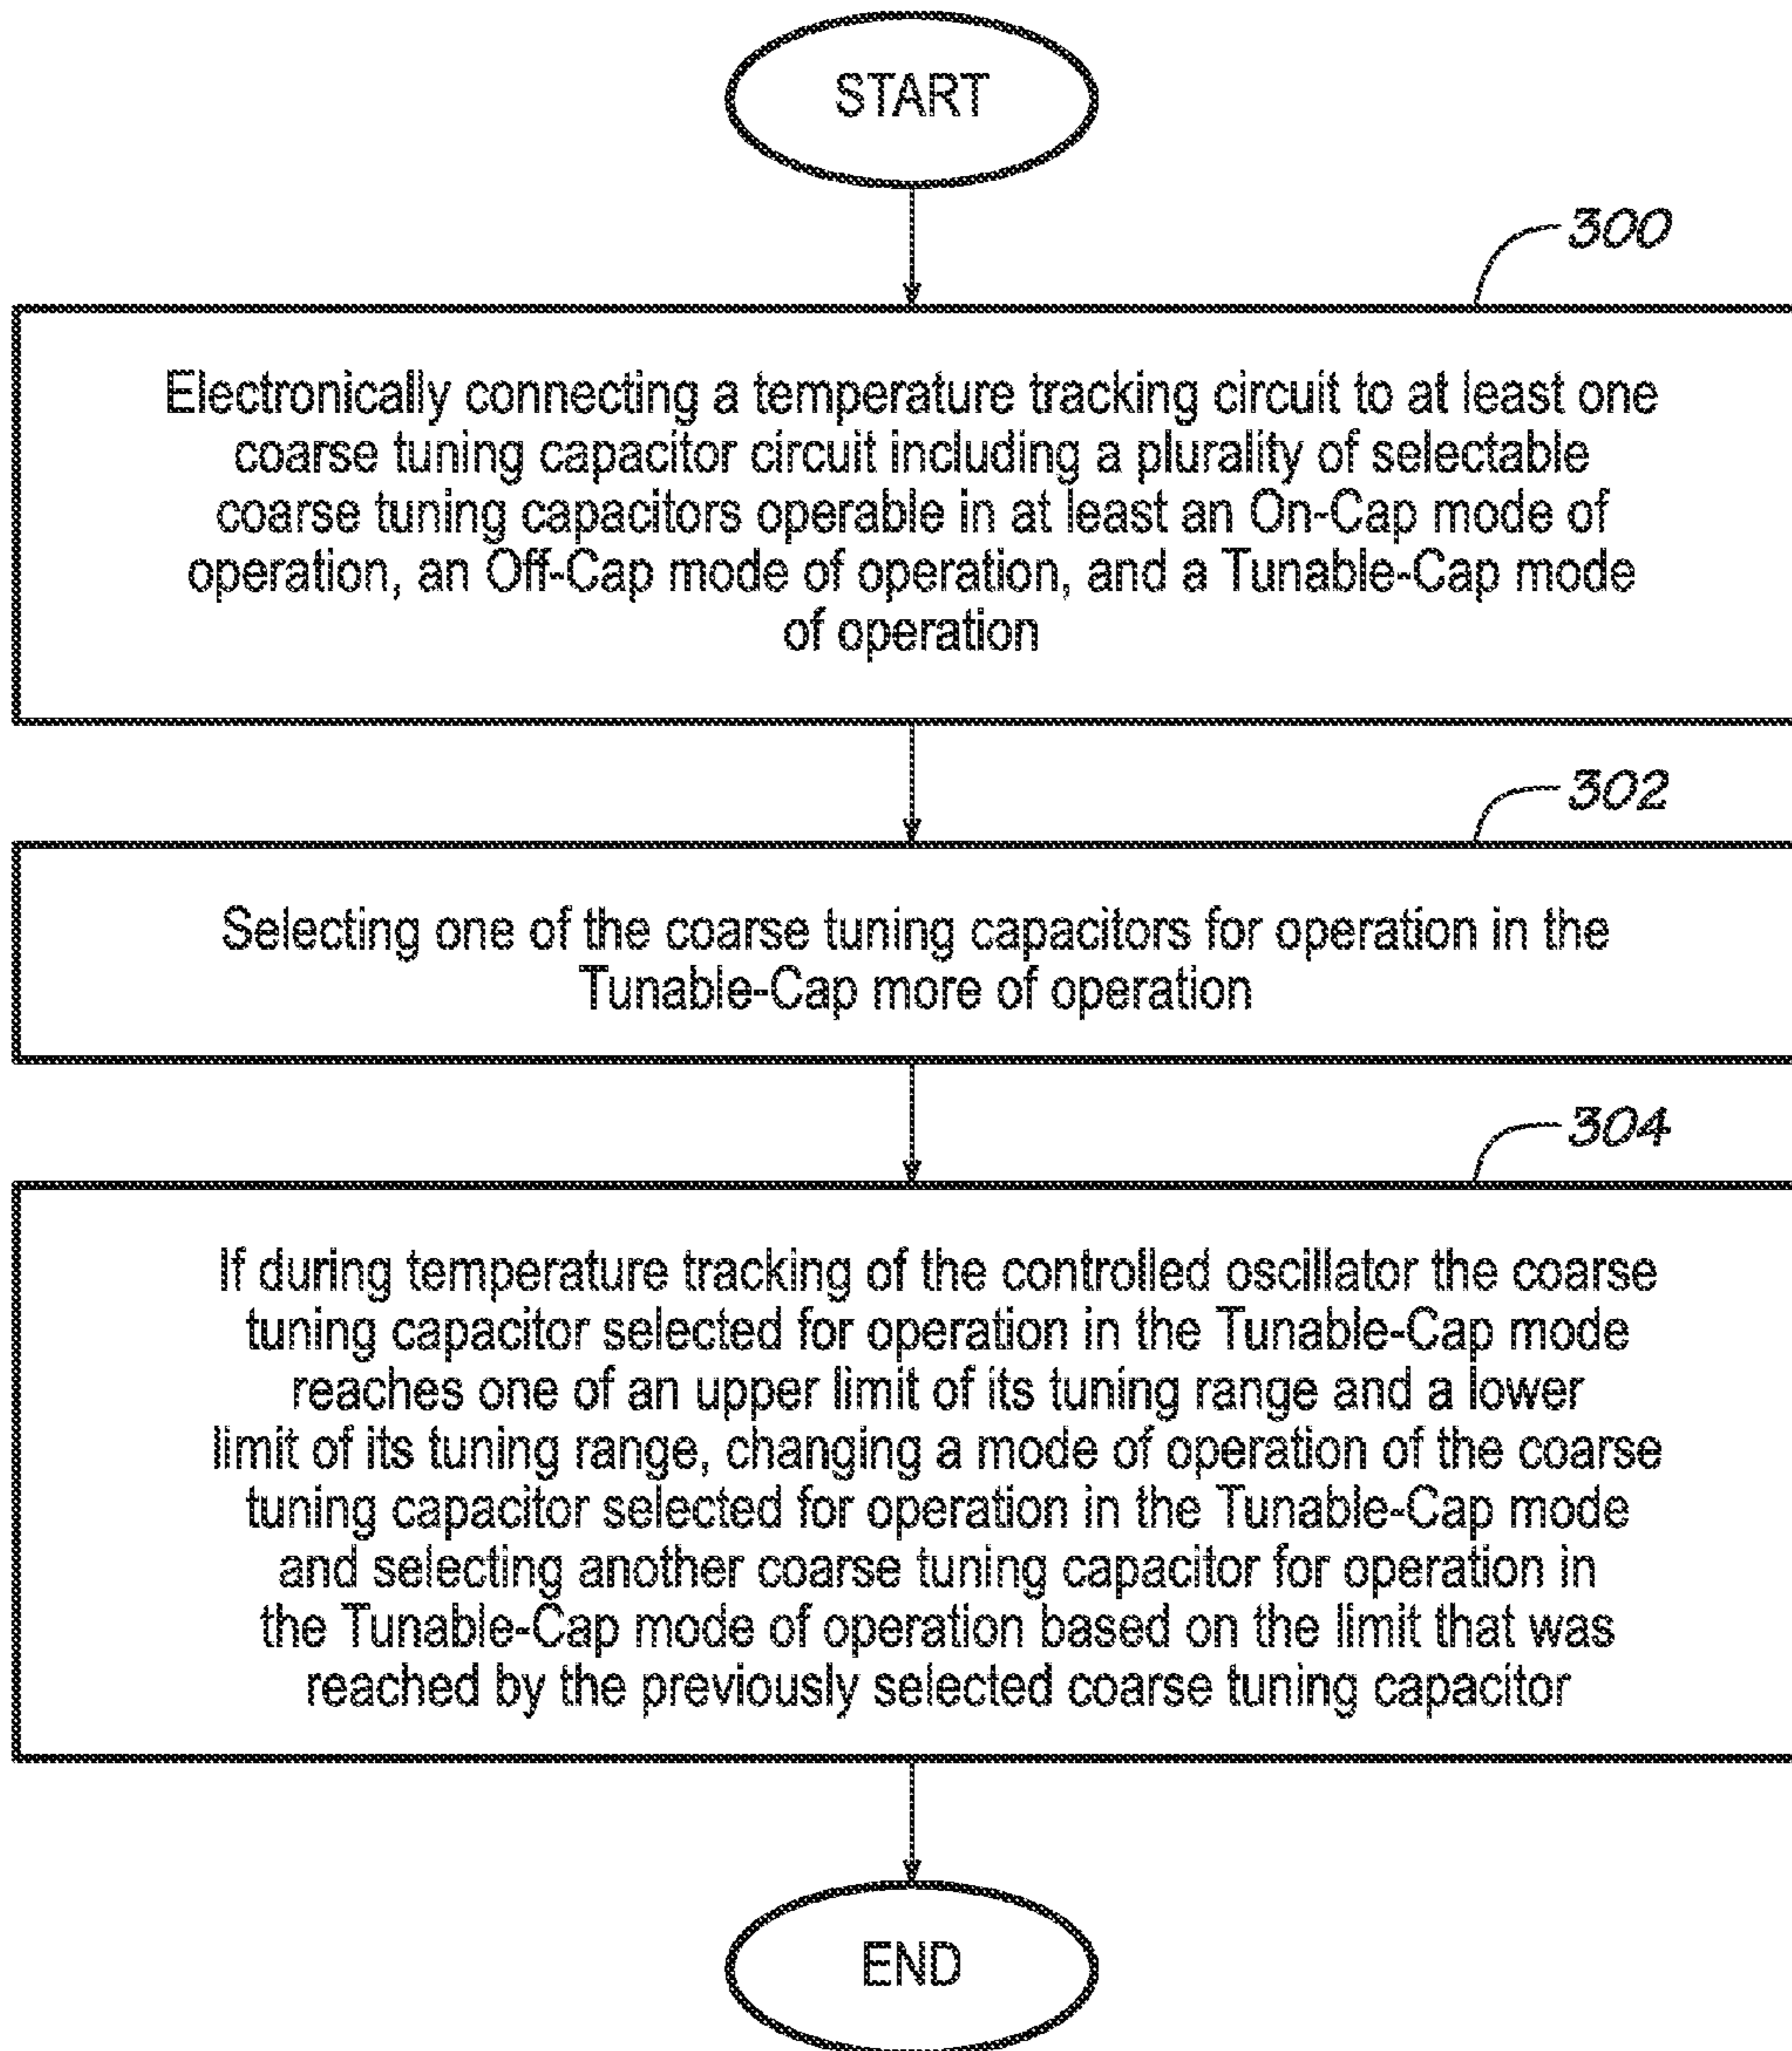 START
300
Electronically connecting a temperature tracking circuit to at least one
coarse tuning capacitor circuit including a plurality of selectable
coarse tuning capacitors operable in at least an On-Cap mode of
operation, an Off-Cap mode of operation, and a Tunable-Cap mode
of operation
302
Selecting one of the coarse tuning capacitors for operation in the
Tunable-Cap more of operation
304
If during temperature tracking of the controlled oscillator the coarse
tuning capacitor selected for operation in the Tunable-Cap mode
reaches one of an upper limit of its tuning range and a lower
limit of its tuning range, changing a mode of operation of the coarse
tuning capacitor selected for operation in the Tunable-Cap mode
and selecting another coarse tuning capacitor for operation in
the Tunable-Cap mode of operation based on the limit that was
reached by the previously selected coarse tuning capacitor
END